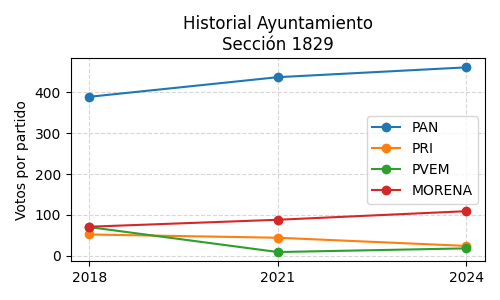 Historial Ayuntamiento
Sección 1829
Votos por partido
400
300
200
100
0
PAN
PRI
PVEM
MORENA
2018
2021
2024